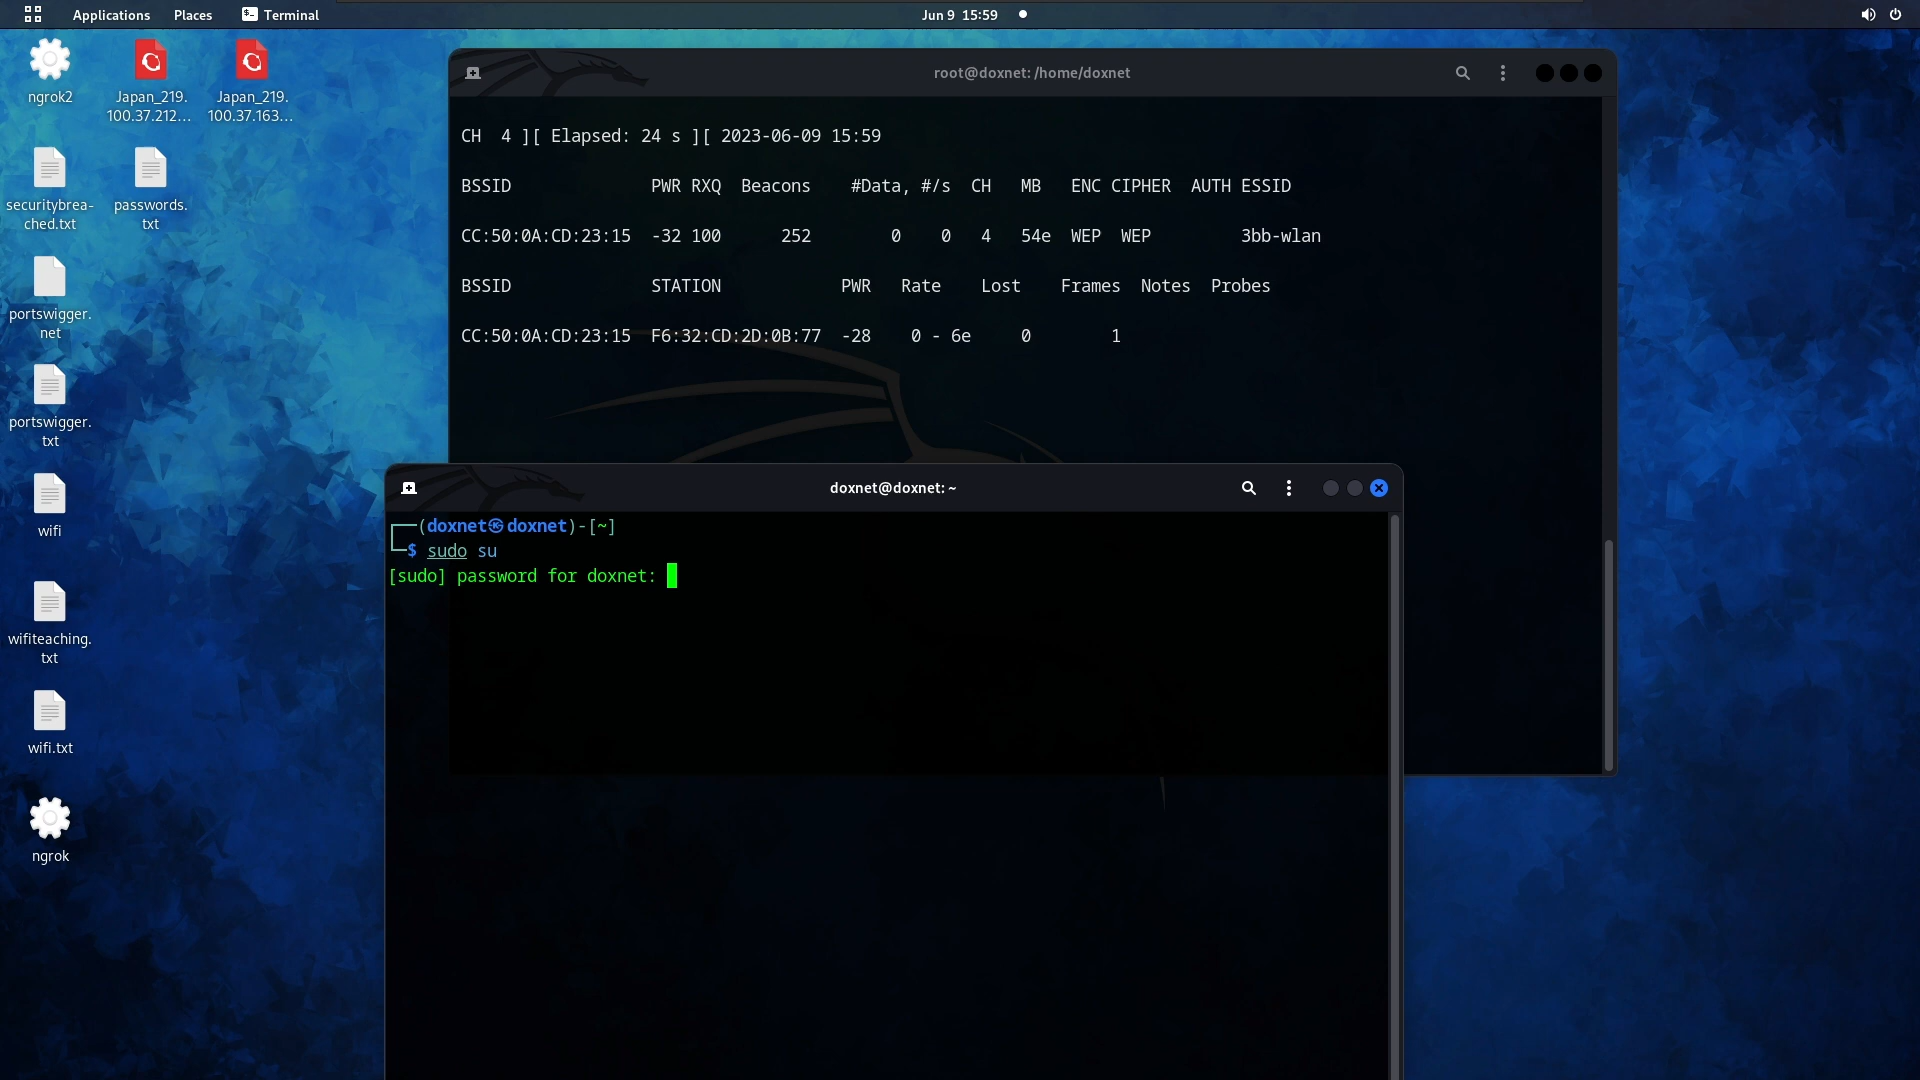 Applications Places Terminal Jun 9 15:59
ngrok2
Japan_219.
100.37.212...
Japan_219.
100.37.163...
securitybrea-
ched.txt
passwords.
txt
portswigger.
net
portswigger.
txt
wifi
wifiteaching.
txt
wifi.txt
ngrok
root@doxnet: /home/doxnet
CH 4 ][ Elapsed: 24 s ][ 2023-06-09 15:59
BSSID PWR RXQ Beacons #Data, #/s CH MB ENC CIPHER AUTH ESSID
CC:50:0A:CD:23:15 -32 100 252 0 0 4 54e WEP WEP 3bb-wlan
BSSID STATION PWR Rate Lost Frames Notes Probes
CC:50:0A:CD:23:15 F6:32:CD:2D:0B:77 -28 0 - 6e 0 1
doxnet@doxnet: ~
┌──(doxnet㉿doxnet)-[~]
└─$ sudo su
[sudo] password for doxnet: